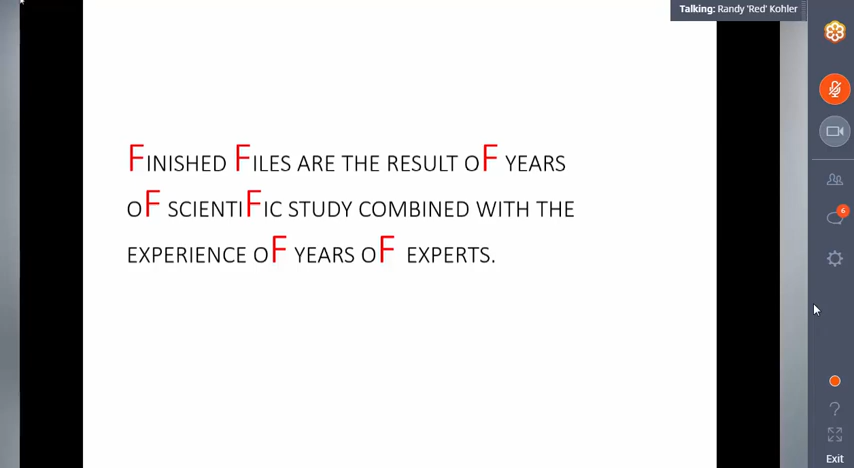 Talking: Randy 'Red' Kohler
FINISHED FILES ARE THE RESULT OF YEARS
OF SCIENTIFIC STUDY COMBINED WITH THE
EXPERIENCE OF YEARS OF EXPERTS.
6
?
Exit